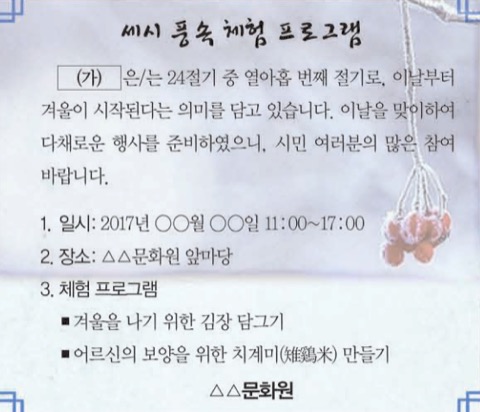 세시 풍속 체험 프로그램
(가) 은/는 24절기 중 열아홉 번째 절기로, 이날부터
겨울이 시작된다는 의미를 담고 있습니다. 이날을 맞이하여
다채로운 행사를 준비하였으니, 시민 여러분의 많은 참여
바랍니다.
1. 일시: 2017년 ○○월 ○○일 11:00~17:00
2. 장소: △△문화원 앞마당
3. 체험 프로그램
■ 겨울을 나기 위한 김장 담그기
■ 어르신의 보양을 위한 치계미(雉鷄米) 만들기
△△문화원